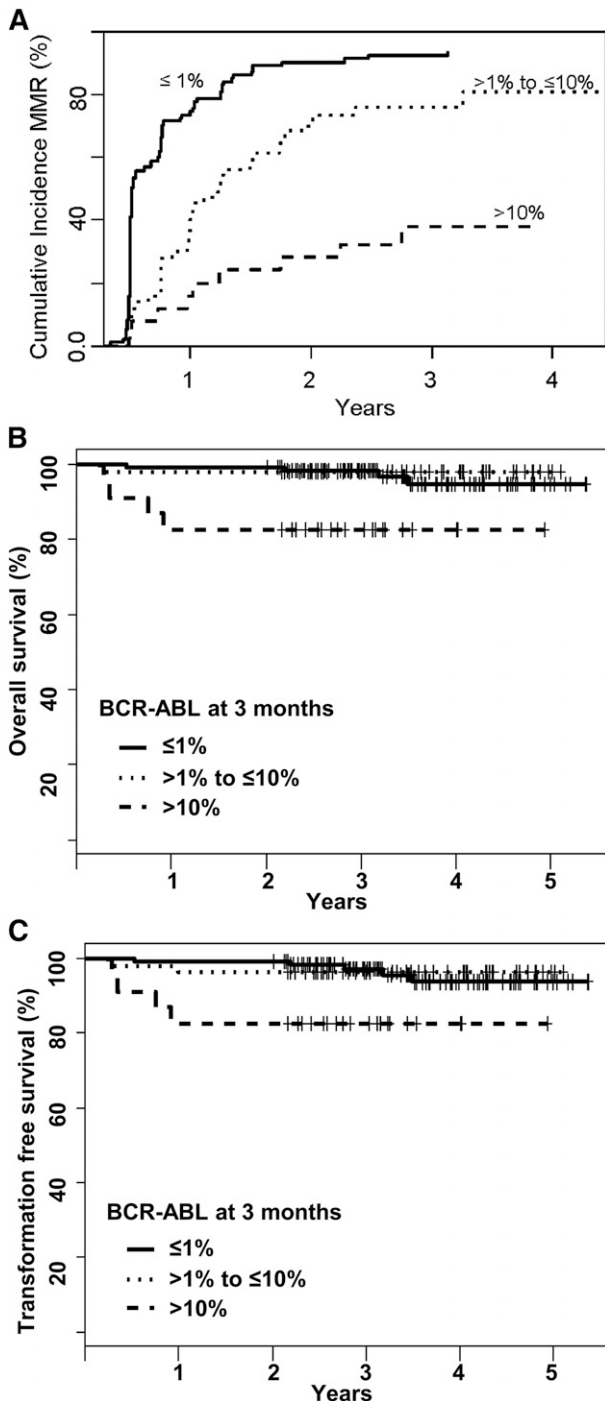 A
Cumulative Incidence MMR (%)
80
40
0.0
≤ 1%
>1% to ≤10%
>10%
1 2 3 4
Years
B
Overall survival (%)
100
80
60
40
20
BCR-ABL at 3 months
≤1%
>1% to ≤10%
>10%
1 2 3 4 5
Years
C
Transformation free survival (%)
100
80
60
40
20
BCR-ABL at 3 months
≤1%
>1% to ≤10%
>10%
1 2 3 4 5
Years